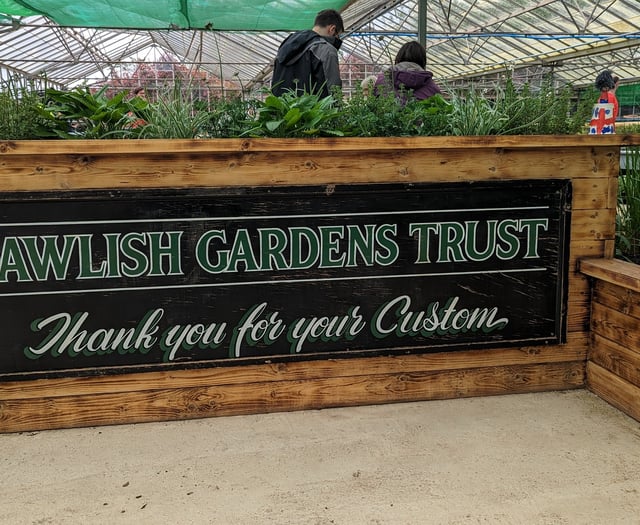 AWLISH GARDENS TRUST
Thank you for your Custom